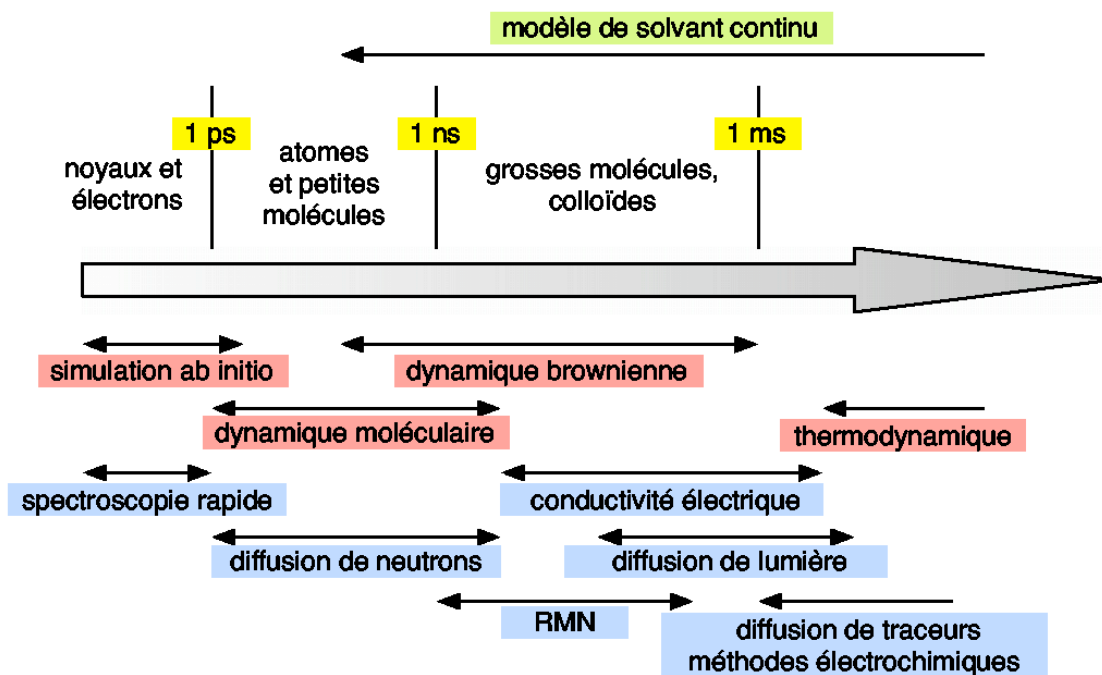 modèle de solvant continu
1 ps
1 ns
1 ms
noyaux et
électrons
atomes
et petites
molécules
grosses molécules,
colloïdes
simulation ab initio
dynamique brownienne
dynamique moléculaire
thermodynamique
spectroscopie rapide
conductivité électrique
diffusion de neutrons
diffusion de lumière
RMN
diffusion de traceurs
méthodes électrochimiques